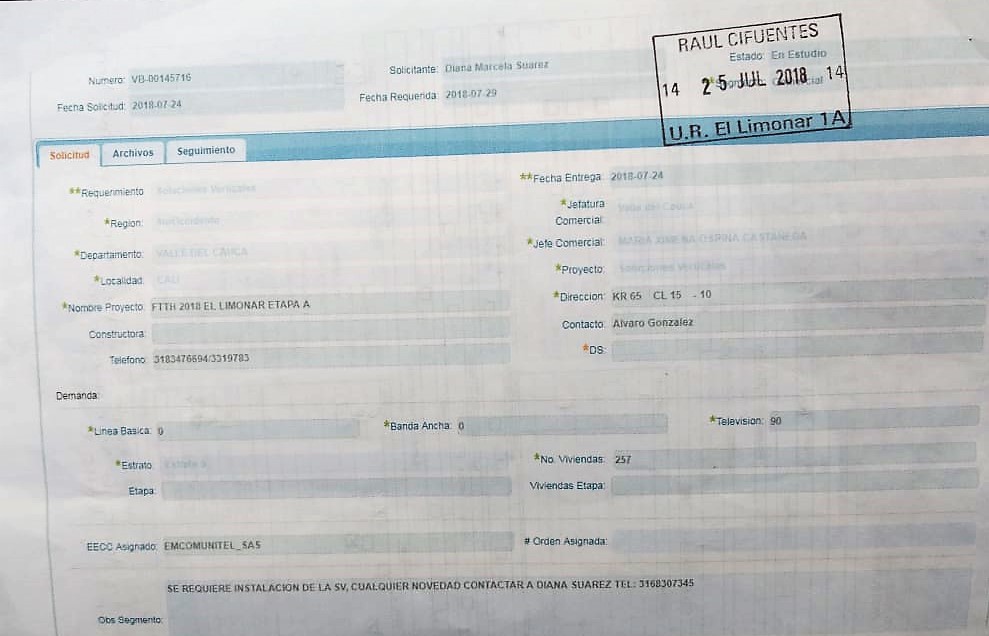 RAUL CIFUENTES
Numero: VB-00145716
Solicitante: Diana Marcela Suarez
Estado: En Estudio
Fecha Solicitud: 2018-07-24
Fecha Requerida: 2018-07-29
14 25 JUL 2018 14
U.R. El Limonar 1A
Solicitud Archivos Seguimiento
**Requerimiento Soluciones Verticales
**Fecha Entrega: 2018-07-24
*Region: Suroccidente
*Jefatura Comercial: Valle del Cauca
*Departamento: VALLE DEL CAUCA
*Jefe Comercial: MARIA XIMENA OSPINA CASTAÑEDA
*Localidad: CALI
*Proyecto: Soluciones Verticales
*Nombre Proyecto: FTTH 2018 EL LIMONAR ETAPA A
*Direccion: KR 65 CL 15 - 10
Constructora:
Contacto: Alvaro Gonzalez
Telefono: 3183476694/3319783
*DS:
Demanda:
*Linea Basica: 0
*Banda Ancha: 0
*Television: 90
*Estrato:
*No. Viviendas: 257
Etapa:
Viviendas Etapa:
EECC Asignado: EMCOMUNITEL_SAS
# Orden Asignada:
SE REQUIERE INSTALACION DE LA SV, CUALQUIER NOVEDAD CONTACTAR A DIANA SUAREZ TEL: 3168307345
Obs Segmento: